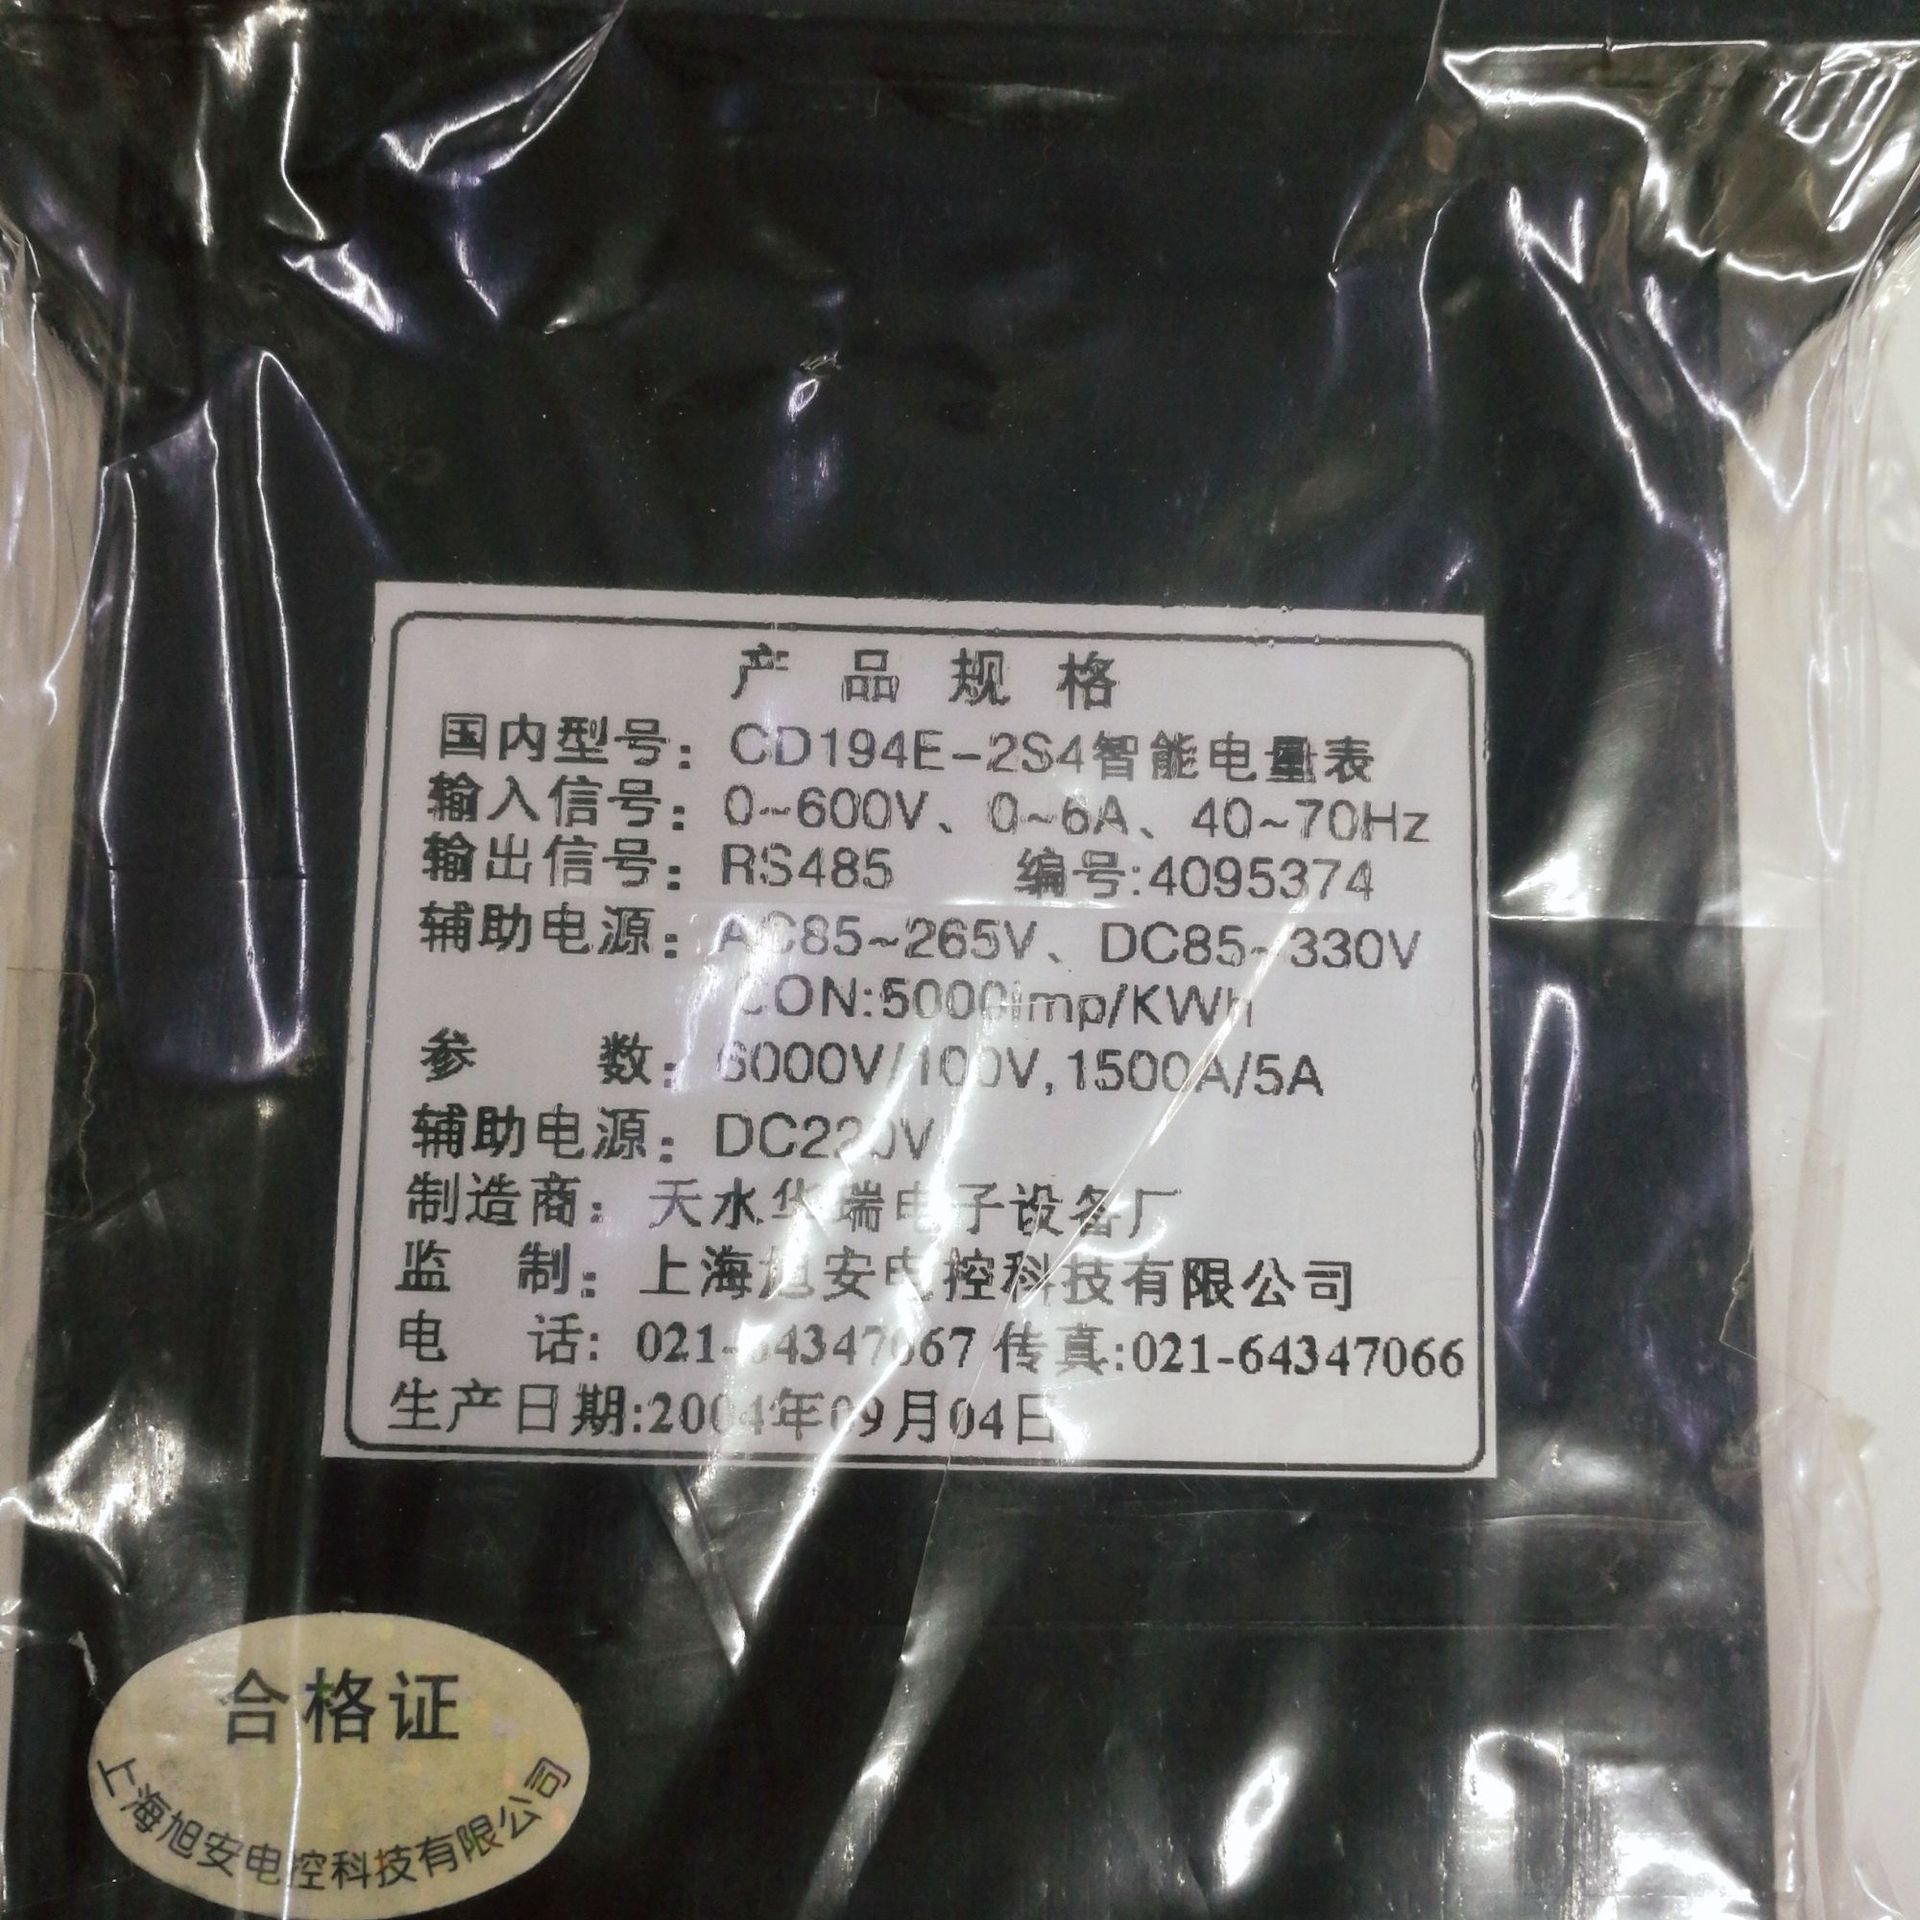 产品规格
国内型号：CD194E-2S4智能电量表
输入信号：0~600V、0~6A、40~70Hz
输出信号：RS485 编号:4095374
辅助电源：AC85~265V、DC85~330V
CON:5000imp/KWh
参数：6000V/100V,1500A/5A
辅助电源：DC220V
制造商：天水华瑞电子设备厂
监制：上海旭安电控科技有限公司
电话：021-64347067 传真:021-64347066
生产日期:2004年09月04日
合格证
上海旭安电控科技有限公司